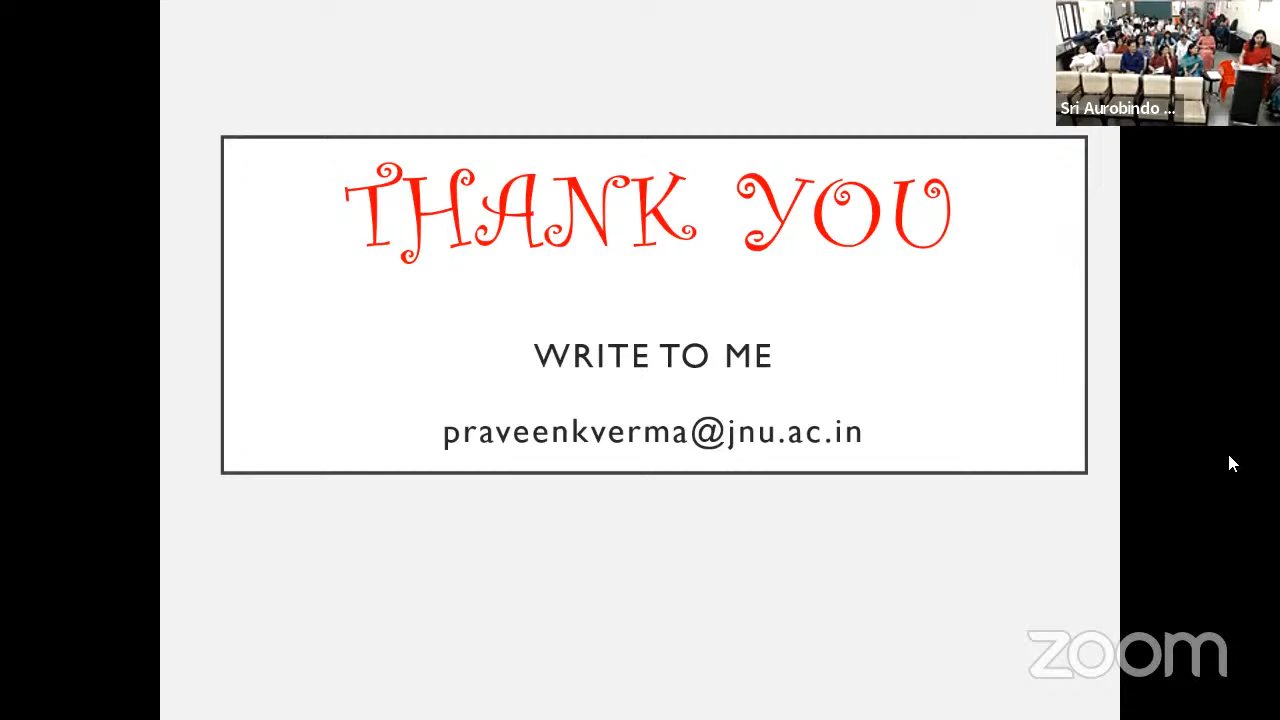 Sri Aurobindo ...
THANK YOU
WRITE TO ME
praveenkverma@jnu.ac.in
zoom